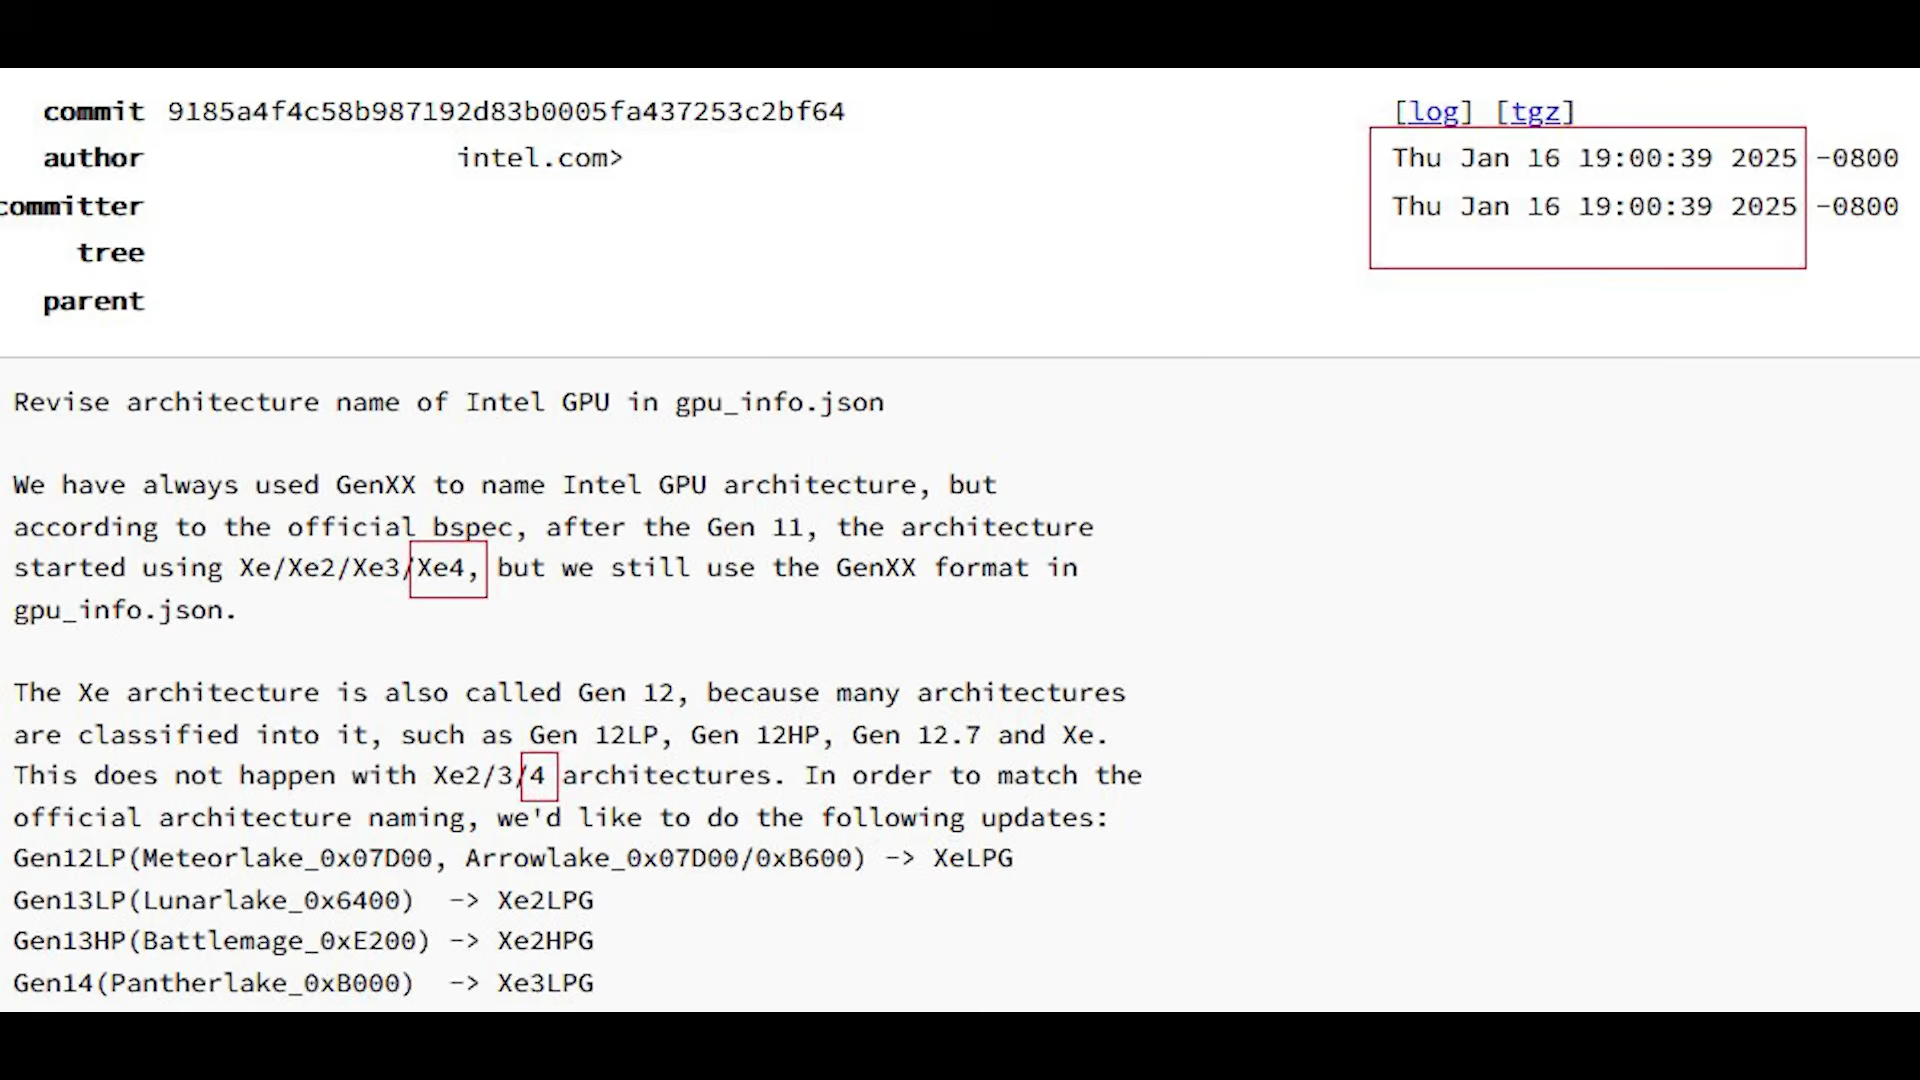 commit 9185a4f4c58b987192d83b0005fa437253c2bf64 [log] [tgz]
author intel.com> Thu Jan 16 19:00:39 2025 -0800
committer Thu Jan 16 19:00:39 2025 -0800
tree
parent
Revise architecture name of Intel GPU in gpu_info.json
We have always used GenXX to name Intel GPU architecture, but
according to the official bspec, after the Gen 11, the architecture
started using Xe/Xe2/Xe3/Xe4, but we still use the GenXX format in
gpu_info.json.
The Xe architecture is also called Gen 12, because many architectures
are classified into it, such as Gen 12LP, Gen 12HP, Gen 12.7 and Xe.
This does not happen with Xe2/3/4 architectures. In order to match the
official architecture naming, we'd like to do the following updates:
Gen12LP(Meteorlake_0x07D00, Arrowlake_0x07D00/0xB600) -> XeLPG
Gen13LP(Lunarlake_0x6400) -> Xe2LPG
Gen13HP(Battlemage_0xE200) -> Xe2HPG
Gen14(Pantherlake_0xB000) -> Xe3LPG